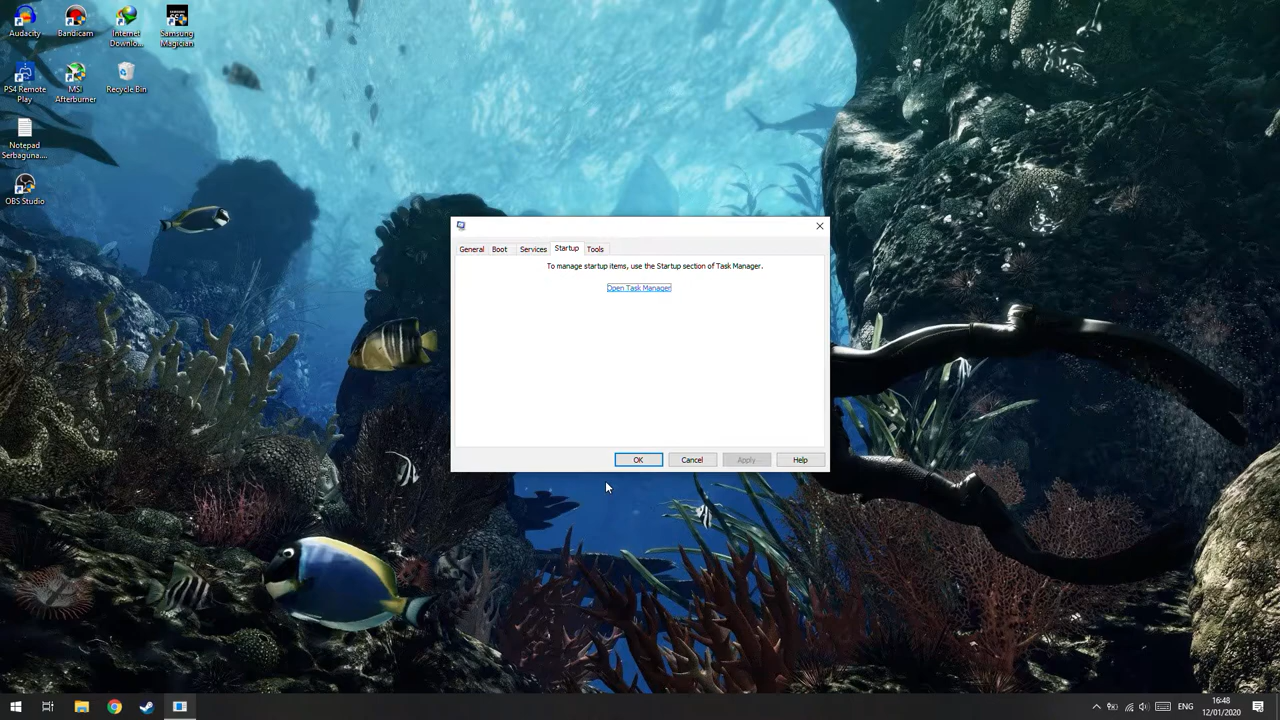 Audacity
Bandicam
Internet
Downlo...
Samsung
Magician
PS4 Remote
Play
MSI
Afterburner
Recycle Bin
Notepad
Serbaguna....
OBS Studio
General
Boot
Services
Startup
Tools
To manage startup items, use the Startup section of Task Manager.
Open Task Manager
OK
Cancel
Apply
Help
ENG
16:48
12/01/2020